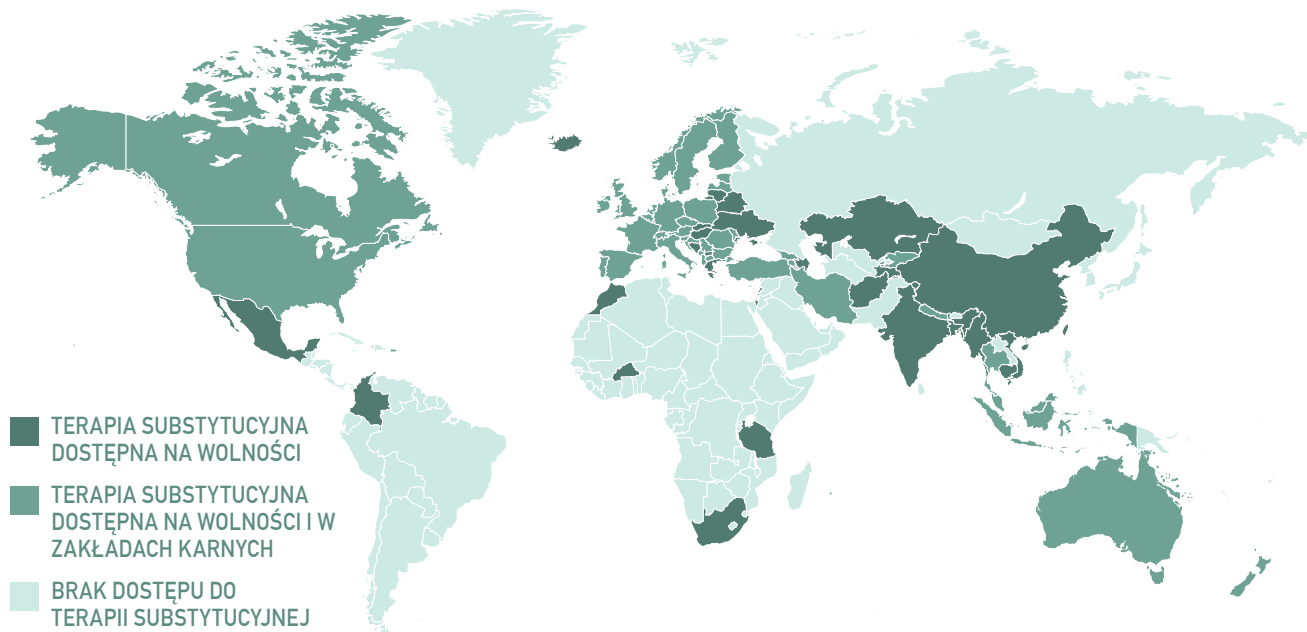 TERAPIA SUBSTYTUCYJNA
DOSTĘPNA NA WOLNOŚCI
TERAPIA SUBSTYTUCYJNA
DOSTĘPNA NA WOLNOŚCI I W
ZAKŁADACH KARNYCH
BRAK DOSTĘPU DO
TERAPII SUBSTYTUCYJNEJ